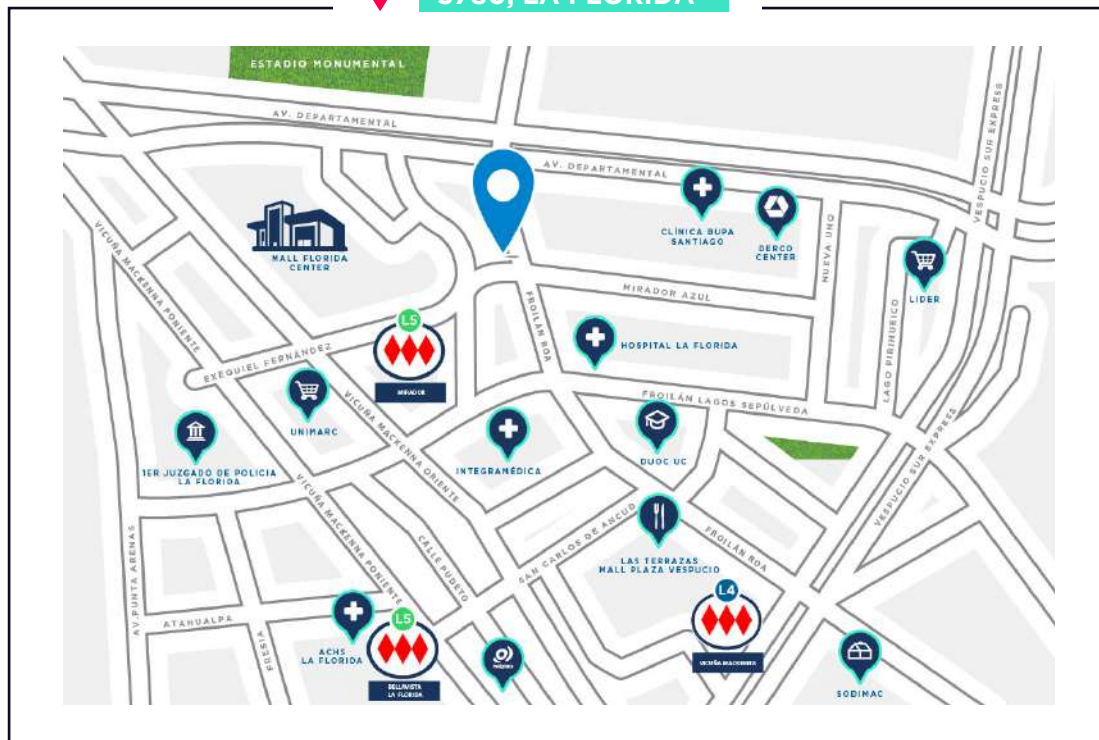 LA FLORIDA
ESTADIO MONUMENTAL
AV. DEPARTAMENTAL
AV. DEPARTAMENTAL
VESPUCIO SUR EXPRESS
VICUÑA MACKENNA PONIENTE
MALL FLORIDA
CENTER
CLÍNICA BUPA
SANTIAGO
DERCO
CENTER
NUEVA UNO
LIDER
MIRADOR AZUL
FROILÁN ROA
LAGO PIRIHUEICO
L5
MIRADOR
HOSPITAL LA FLORIDA
EXEQUIEL FERNÁNDEZ
UNIMARC
FROILÁN LAGOS SEPÚLVEDA
VICUÑA MACKENNA ORIENTE
1ER JUZGADO DE POLICIA
LA FLORIDA
INTEGRAMÉDICA
DUOC UC
VESPUCIO SUR EXPRESS
VICUÑA MACKENNA PONIENTE
CALLE PUDETO
SAN CARLOS DE ANCUD
LAS TERRAZAS
MALL PLAZA VESPUCIO
FROILÁN ROA
AV. PUNTA ARENAS
ATAHUALPA
FRESIA
ACHS
LA FLORIDA
L5
BELLAVISTA
LA FLORIDA
L4
VICUÑA MACKENNA
SODIMAC